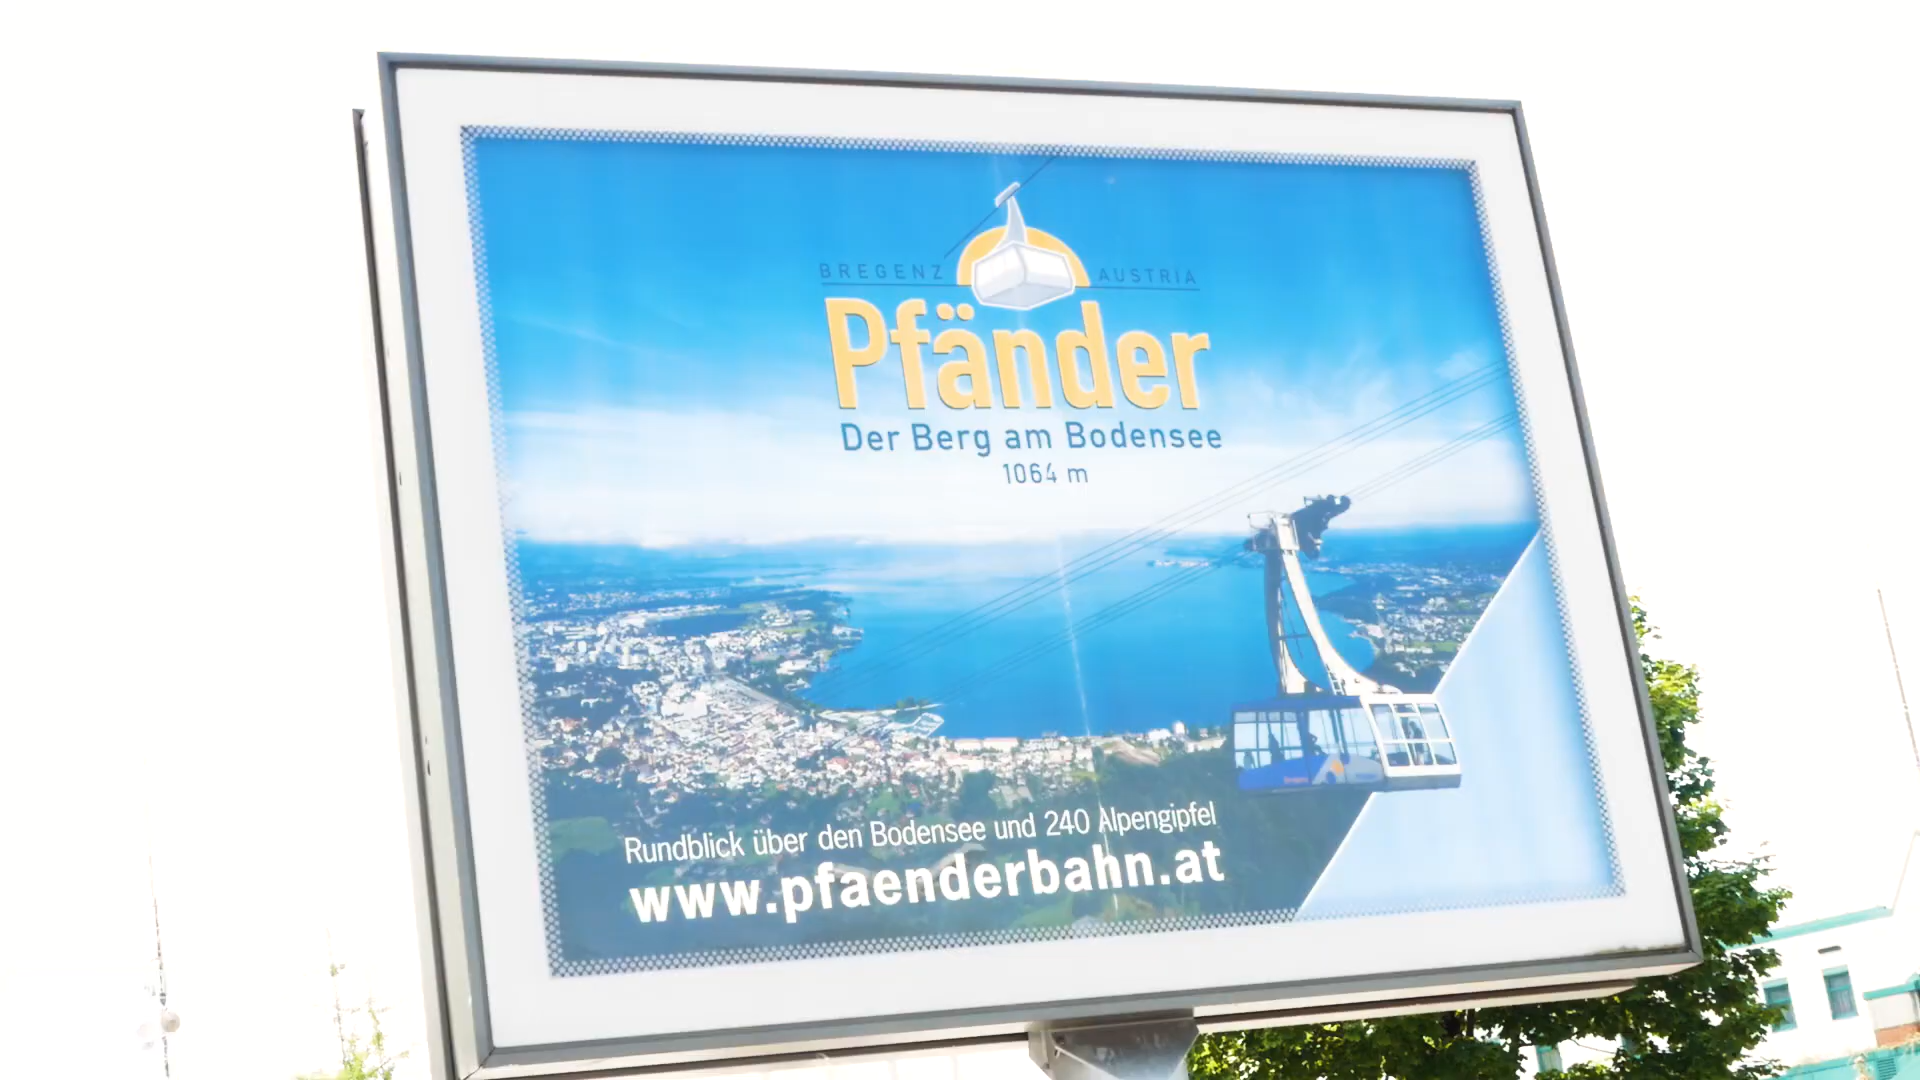 BREGENZ AUSTRIA
Pfänder
Der Berg am Bodensee
1064 m
Rundblick über den Bodensee und 240 Alpengipfel
www.pfaenderbahn.at